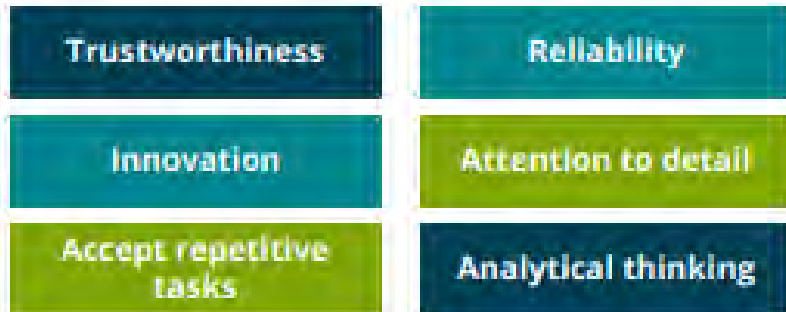 Trustworthiness
Reliability
Innovation
Attention to detail
Accept repetitive
tasks
Analytical thinking